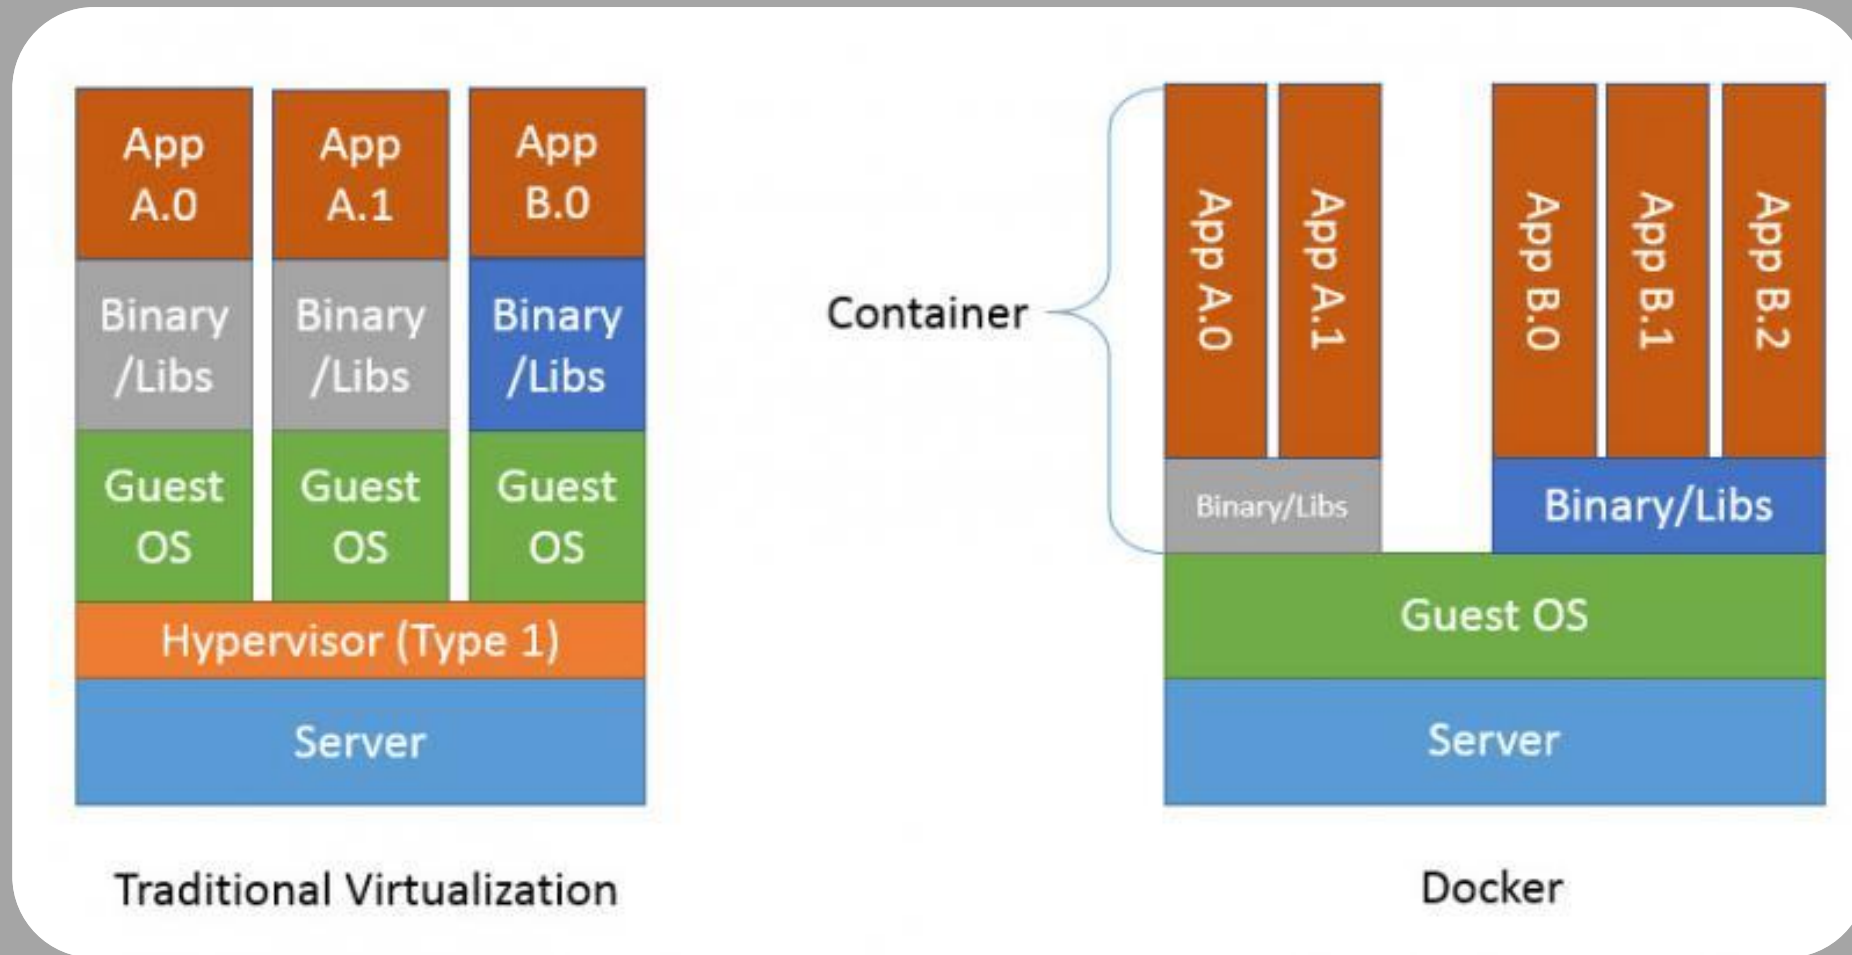 App
A.0
App
A.1
App
B.0
Binary
/Libs
Binary
/Libs
Binary
/Libs
Guest
OS
Guest
OS
Guest
OS
Hypervisor (Type 1)
Server
Traditional Virtualization
Container
App A.0
App A.1
App B.0
App B.1
App B.2
Binary/Libs
Binary/Libs
Guest OS
Server
Docker